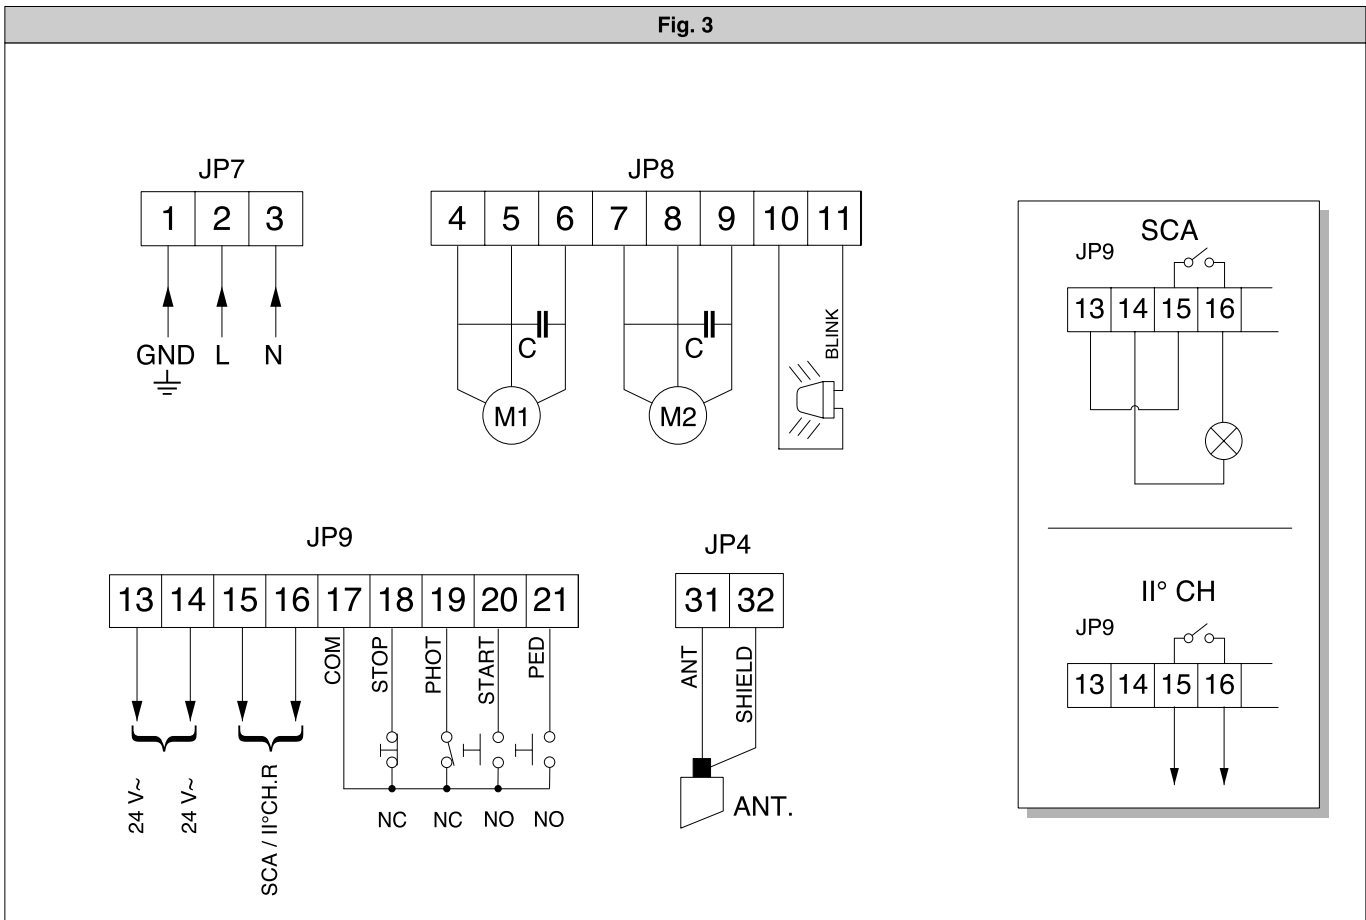 Fig. 3
JP7
1 2 3
GND L N
JP8
4 5 6 7 8 9 10 11
C
C
BLINK
M1
M2
SCA
JP9
13 14 15 16
II° CH
JP9
13 14 15 16
JP9
13 14 15 16 17 18 19 20 21
COM
STOP
PHOT
START
PED
24 V~
24 V~
SCA / II°CH.R
NC NC NO NO
JP4
31 32
ANT
SHIELD
ANT.